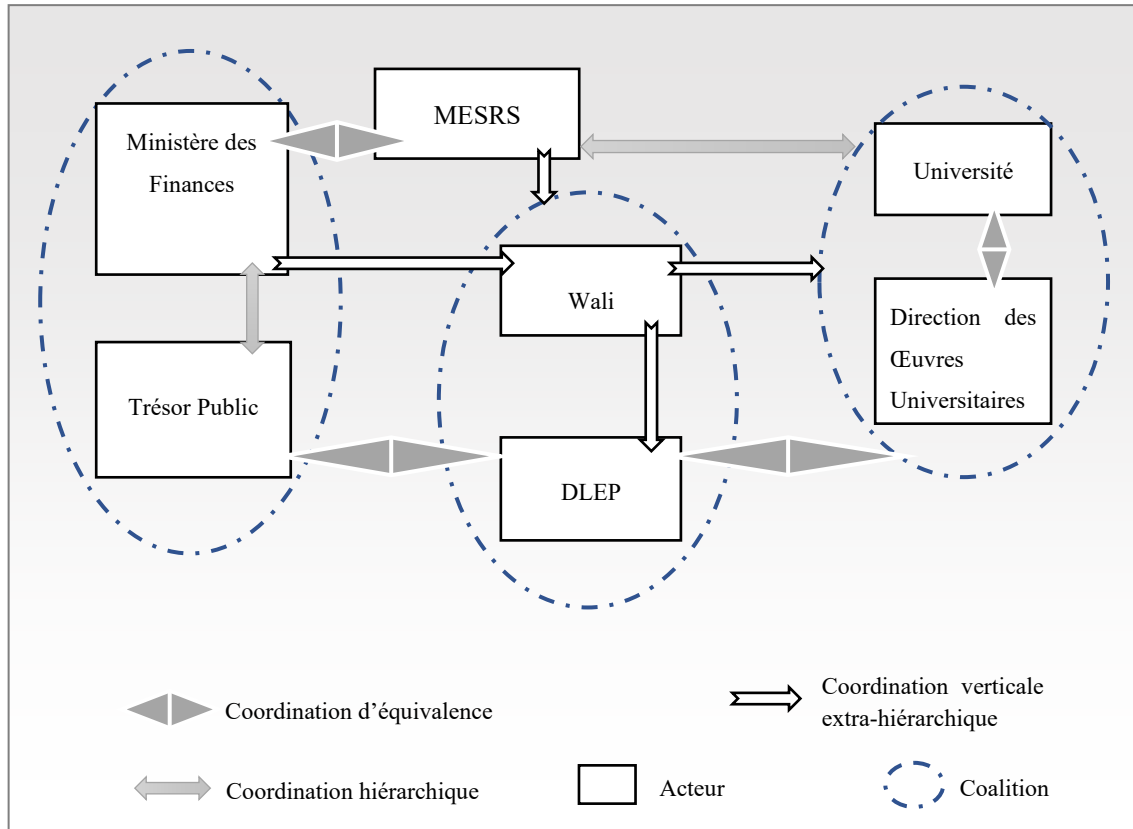 Ministère des
Finances
MESRS
Université
Wali
Direction des
Œuvres
Universitaires
Trésor Public
DLEP
Coordination d’équivalence
Coordination verticale
extra-hiérarchique
Coordination hiérarchique
Acteur
Coalition